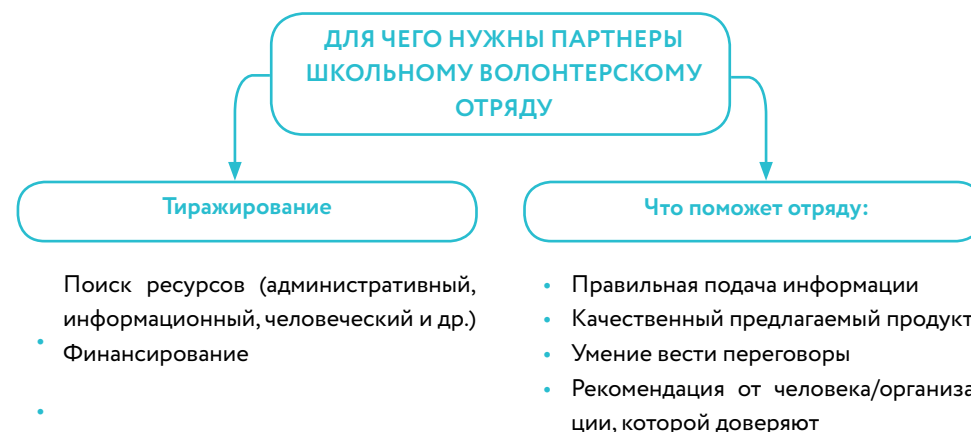 ДЛЯ ЧЕГО НУЖНЫ ПАРТНЕРЫ
ШКОЛЬНОМУ ВОЛОНТЕРСКОМУ
ОТРЯДУ
Тиражирование
Поиск ресурсов (административный,
информационный, человеческий и др.)
• Финансирование
•
Что поможет отряду:
• Правильная подача информации
• Качественный предлагаемый продукт
• Умение вести переговоры
• Рекомендация от человека/организа
ции, которой доверяют